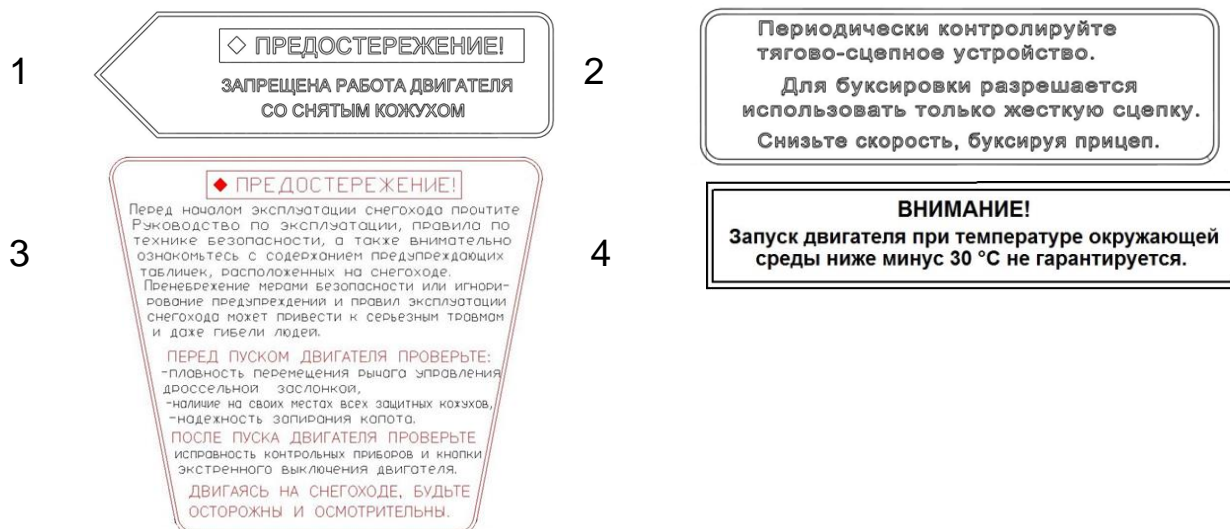 1
◇ ПРЕДОСТЕРЕЖЕНИЕ!
ЗАПРЕЩЕНА РАБОТА ДВИГАТЕЛЯ
СО СНЯТЫМ КОЖУХОМ
2
Периодически контролируйте
тягово-сцепное устройство.
Для буксировки разрешается
использовать только жесткую сцепку.
Снизьте скорость, буксируя прицеп.
3
◆ ПРЕДОСТЕРЕЖЕНИЕ!
Перед началом эксплуатации снегохода прочтите
Руководство по эксплуатации, правила по
технике безопасности, а также внимательно
ознакомьтесь с содержанием предупреждающих
табличек, расположенных на снегоходе.
Пренебрежение мерами безопасности или игнори-
рование предупреждений и правил эксплуатации
снегохода может привести к серьезным травмам
и даже гибели людей.
ПЕРЕД ПУСКОМ ДВИГАТЕЛЯ ПРОВЕРЬТЕ:
-плавность перемещения рычага управления
дроссельной заслонкой,
-наличие на своих местах всех защитных кожухов,
-надежность запирания капота.
ПОСЛЕ ПУСКА ДВИГАТЕЛЯ ПРОВЕРЬТЕ
исправность контрольных приборов и кнопки
экстренного выключения двигателя.
ДВИГАЯСЬ НА СНЕГОХОДЕ, БУДЬТЕ
ОСТОРОЖНЫ И ОСМОТРИТЕЛЬНЫ.
4
ВНИМАНИЕ!
Запуск двигателя при температуре окружающей
среды ниже минус 30 °С не гарантируется.